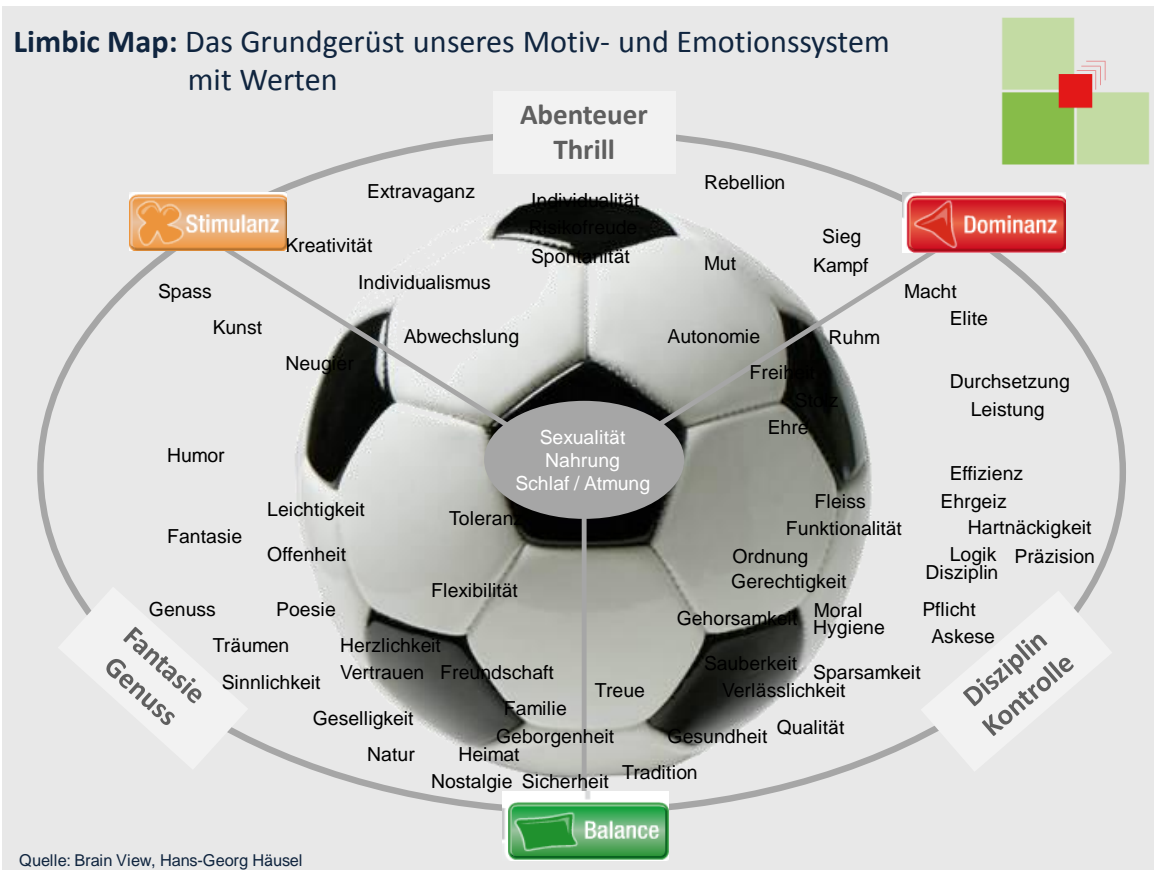 Limbic Map: Das Grundgerüst unseres Motiv- und Emotionssystem
mit Werten
Abenteuer
Thrill
Extravaganz
Rebellion
Individualität
Risikofreude
Spontanität
Stimulanz
Dominanz
Kreativität
Sieg
Kampf
Mut
Individualismus
Spass
Macht
Elite
Kunst
Abwechslung
Autonomie
Ruhm
Neugier
Freiheit
Stolz
Durchsetzung
Leistung
Ehre
Sexualität
Nahrung
Schlaf / Atmung
Humor
Effizienz
Ehrgeiz
Leichtigkeit
Toleranz
Fleiss
Funktionalität
Hartnäckigkeit
Fantasie
Offenheit
Ordnung
Logik
Präzision
Disziplin
Gerechtigkeit
Flexibilität
Genuss
Poesie
Gehorsamkeit
Moral
Hygiene
Pflicht
Askese
Träumen
Herzlichkeit
Fantasie
Genuss
Vertrauen
Freundschaft
Sauberkeit
Sparsamkeit
Disziplin
Kontrolle
Sinnlichkeit
Treue
Verlässlichkeit
Geselligkeit
Familie
Geborgenheit
Gesundheit
Qualität
Natur
Heimat
Nostalgie
Sicherheit
Tradition
Balance
Quelle: Brain View, Hans-Georg Häusel